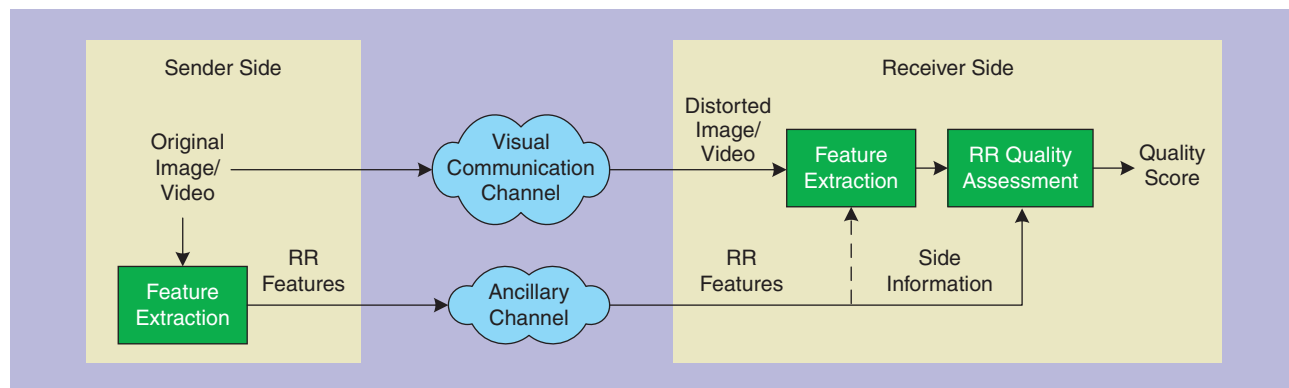 Sender Side
Original
Image/
Video
Feature
Extraction
RR
Features
Visual
Communication
Channel
Ancillary
Channel
Receiver Side
Distorted
Image/
Video
Feature
Extraction
RR Quality
Assessment
Quality
Score
RR
Features
Side
Information